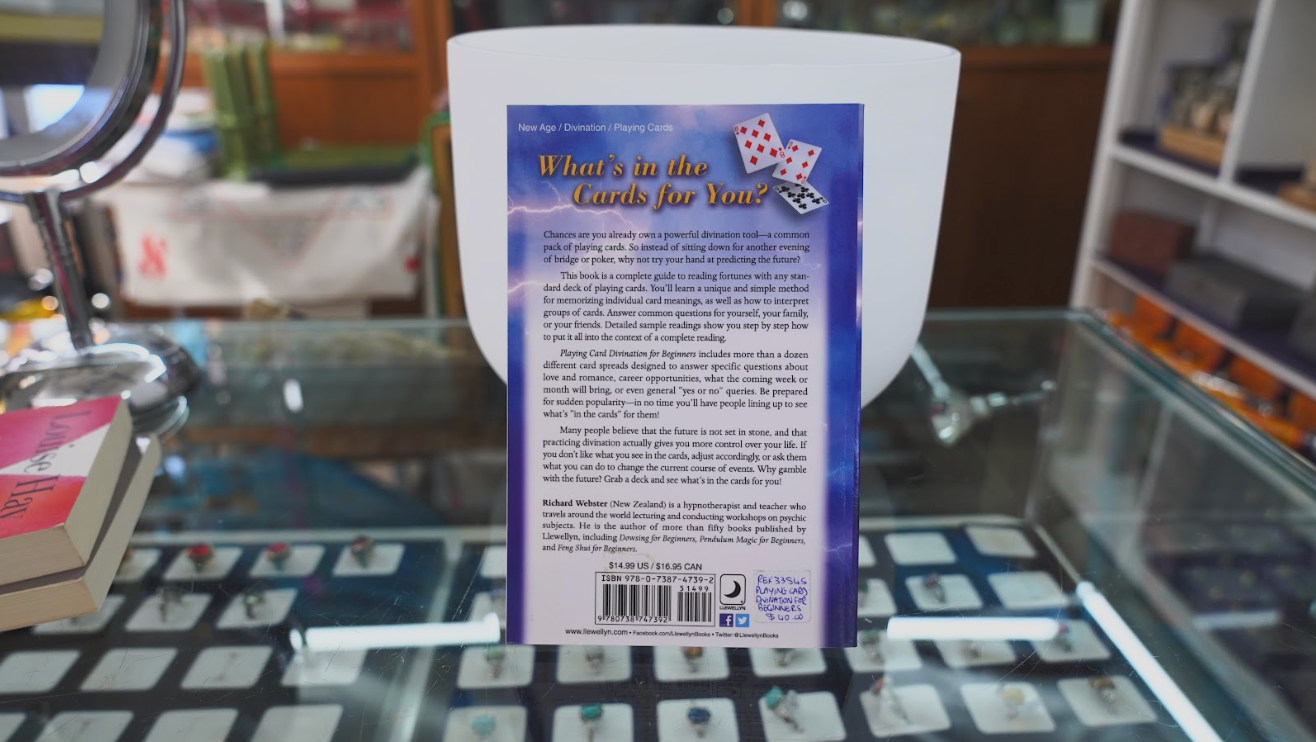 New Age / Divination / Playing Cards
What's in the
Cards for You?
Chances are you already own a powerful divination tool—a common
pack of playing cards. So instead of sitting down for another evening
of bridge or poker, why not try your hand at predicting the future?
This book is a complete guide to reading fortunes with any stan-
dard deck of playing cards. You'll learn a unique and simple method
for memorizing individual card meanings, as well as how to interpret
groups of cards. Answer common questions for yourself, your family,
or your friends. Detailed sample readings show you step by step how
to put it all into the context of a complete reading.
Playing Card Divination for Beginners includes more than a dozen
different card spreads designed to answer specific questions about
love and romance, career opportunities, what the coming week or
month will bring, or even general "yes or no" queries. Be prepared
for sudden popularity—in no time you'll have people lining up to see
what's "in the cards" for them!
Many people believe that the future is not set in stone, and that
practicing divination actually gives you more control over your life. If
you don't like what you see in the cards, adjust accordingly, or ask them
what you can do to change the current course of events. Why gamble
with the future? Grab a deck and see what's in the cards for you!
Richard Webster (New Zealand) is a hypnotherapist and teacher who
travels around the world lecturing and conducting workshops on psychic
subjects. He is the author of more than fifty books published by
Llewellyn, including Dowsing for Beginners, Pendulum Magic for Beginners,
and Feng Shui for Beginners.
$14.99 US / $16.95 CAN
ISBN 978-0-7387-4739-2
51499
9 780738 747392
LLEWELLYN
REF 33545
PLAYING CARD
DIVINATION FOR
BEGINNERS
$40.00
www.llewellyn.com • Facebook.com/LlewellynBooks • Twitter @LlewellynBooks
Louise Hay